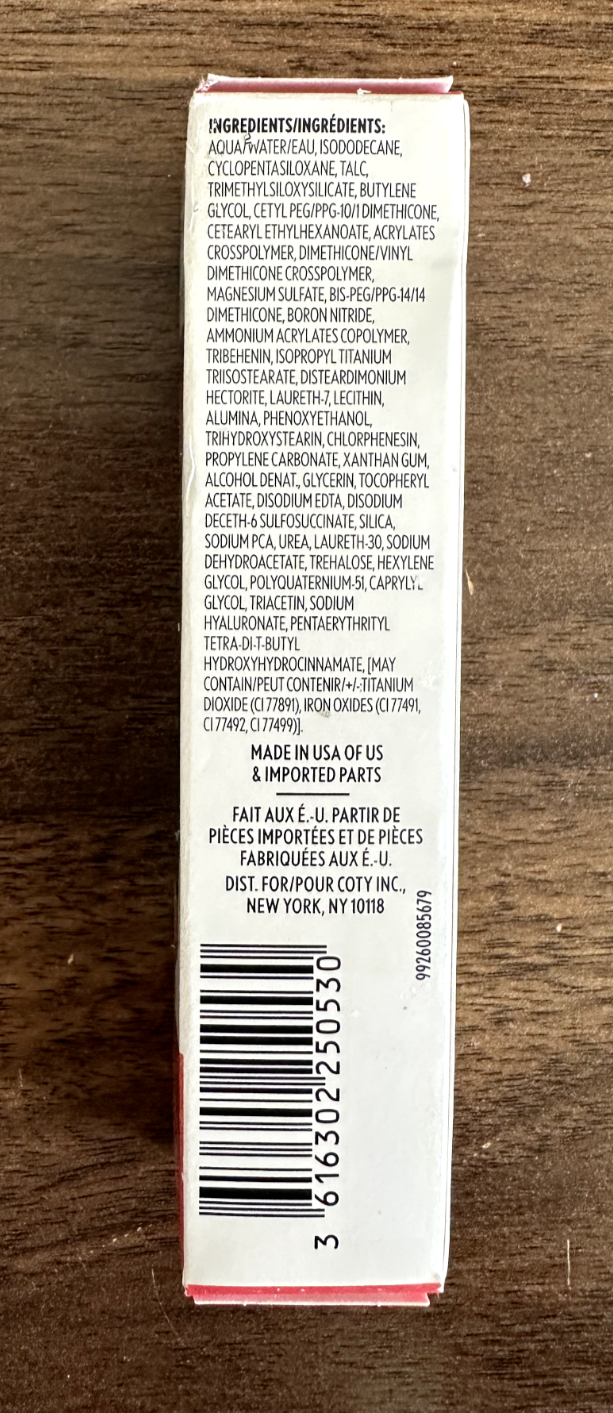 INGREDIENTS/INGRÉDIENTS:
AQUA/WATER/EAU, ISODODECANE,
CYCLOPENTASILOXANE, TALC,
TRIMETHYLSILOXYSILICATE, BUTYLENE
GLYCOL, CETYL PEG/PPG-10/1 DIMETHICONE,
CETEARYL ETHYLHEXANOATE, ACRYLATES
CROSSPOLYMER, DIMETHICONE/VINYL
DIMETHICONE CROSSPOLYMER,
MAGNESIUM SULFATE, BIS-PEG/PPG-14/14
DIMETHICONE, BORON NITRIDE,
AMMONIUM ACRYLATES COPOLYMER,
TRIBEHENIN, ISOPROPYL TITANIUM
TRIISOSTEARATE, DISTEARDIMONIUM
HECTORITE, LAURETH-7, LECITHIN,
ALUMINA, PHENOXYETHANOL,
TRIHYDROXYSTEARIN, CHLORPHENESIN,
PROPYLENE CARBONATE, XANTHAN GUM,
ALCOHOL DENAT., GLYCERIN, TOCOPHERYL
ACETATE, DISODIUM EDTA, DISODIUM
DECETH-6 SULFOSUCCINATE, SILICA,
SODIUM PCA, UREA, LAURETH-30, SODIUM
DEHYDROACETATE, TREHALOSE, HEXYLENE
GLYCOL, POLYQUATERNIUM-51, CAPRYLYL
GLYCOL, TRIACETIN, SODIUM
HYALURONATE, PENTAERYTHRITYL
TETRA-DI-T-BUTYL
HYDROXYHYDROCINNAMATE, [MAY
CONTAIN/PEUT CONTENIR/+/-:TITANIUM
DIOXIDE (CI 77891), IRON OXIDES (CI 77491,
CI 77492, CI 77499)].
MADE IN USA OF US
& IMPORTED PARTS
FAIT AUX É.-U. PARTIR DE
PIÈCES IMPORTÉES ET DE PIÈCES
FABRIQUÉES AUX É.-U.
DIST. FOR/POUR COTY INC.,
NEW YORK, NY 10118
99260085679
3 616302 250530